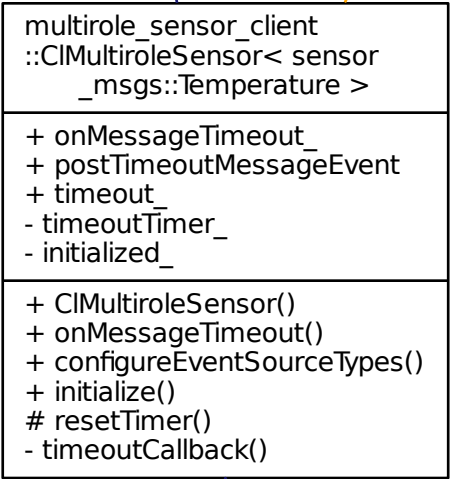 multirole_sensor_client
::ClMultiroleSensor< sensor
_msgs::Temperature >
+ onMessageTimeout_
+ postTimeoutMessageEvent
+ timeout_
- timeoutTimer_
- initialized_
+ ClMultiroleSensor()
+ onMessageTimeout()
+ configureEventSourceTypes()
+ initialize()
# resetTimer()
- timeoutCallback()